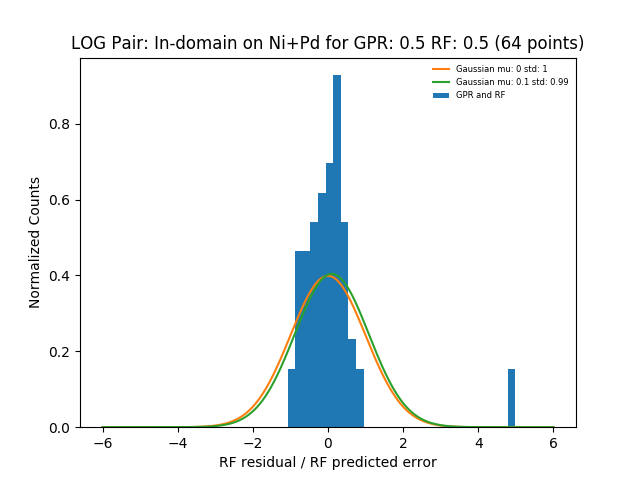 LOG Pair: In-domain on Ni+Pd for GPR: 0.5 RF: 0.5 (64 points)
Gaussian mu: 0 std: 1
Gaussian mu: 0.1 std: 0.99
GPR and RF
Normalized Counts
0.8
0.6
0.4
0.2
0.0
−6 −4 −2 0 2 4 6
RF residual / RF predicted error